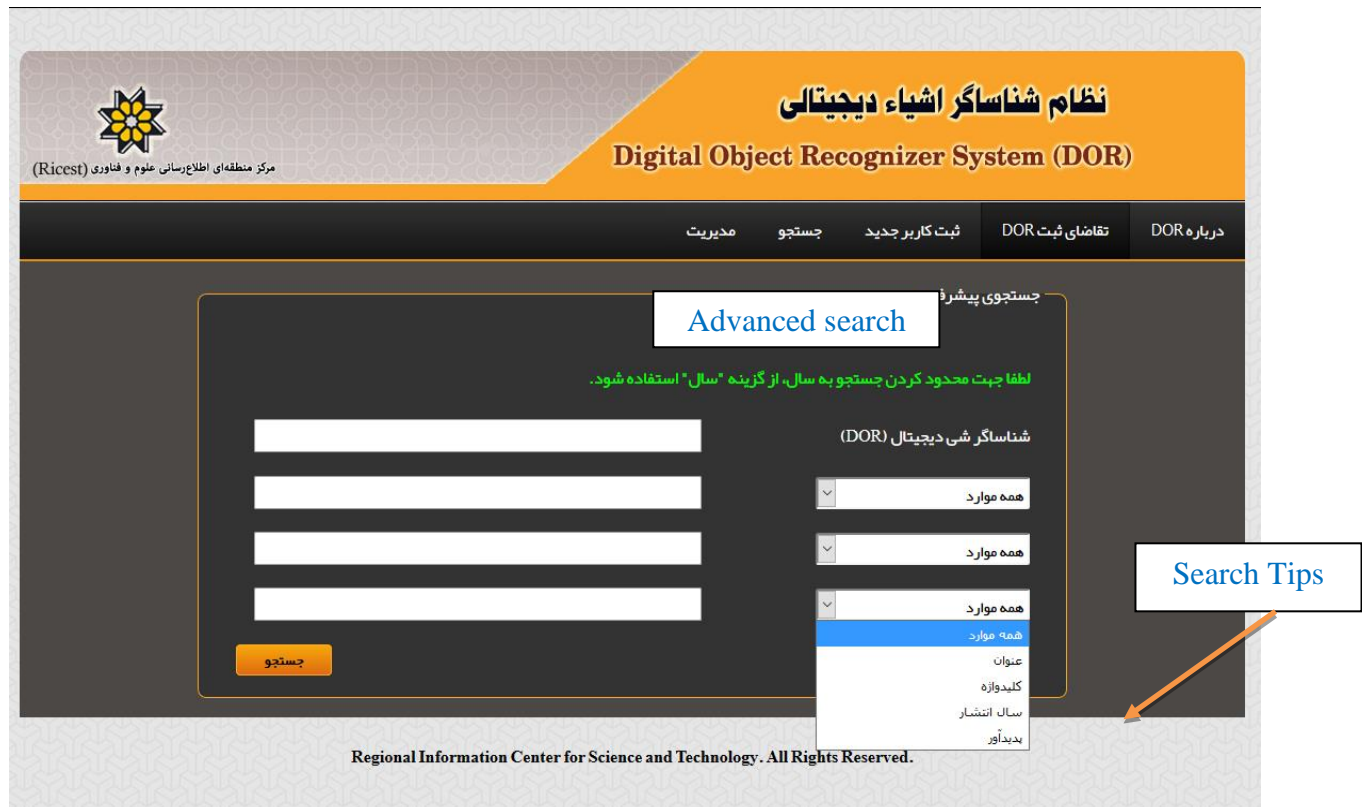 نظام شناساگر اشیاء دیجیتالی
Digital Object Recognizer System (DOR)
مرکز منطقه‌ای اطلاع‌رسانی علوم و فناوری (Ricest)
درباره DOR
تقاضای ثبت DOR
ثبت کاربر جدید
جستجو
مدیریت
جستجوی پیشرف
Advanced search
لطفا جهت محدود کردن جستجو به سال، از گزینه "سال" استفاده شود.
شناساگر شی دیجیتال (DOR)
همه موارد
همه موارد
همه موارد
همه موارد
عنوان
کلیدواژه
سال انتشار
پدیدآور
جستجو
Search Tips
Regional Information Center for Science and Technology. All Rights Reserved.